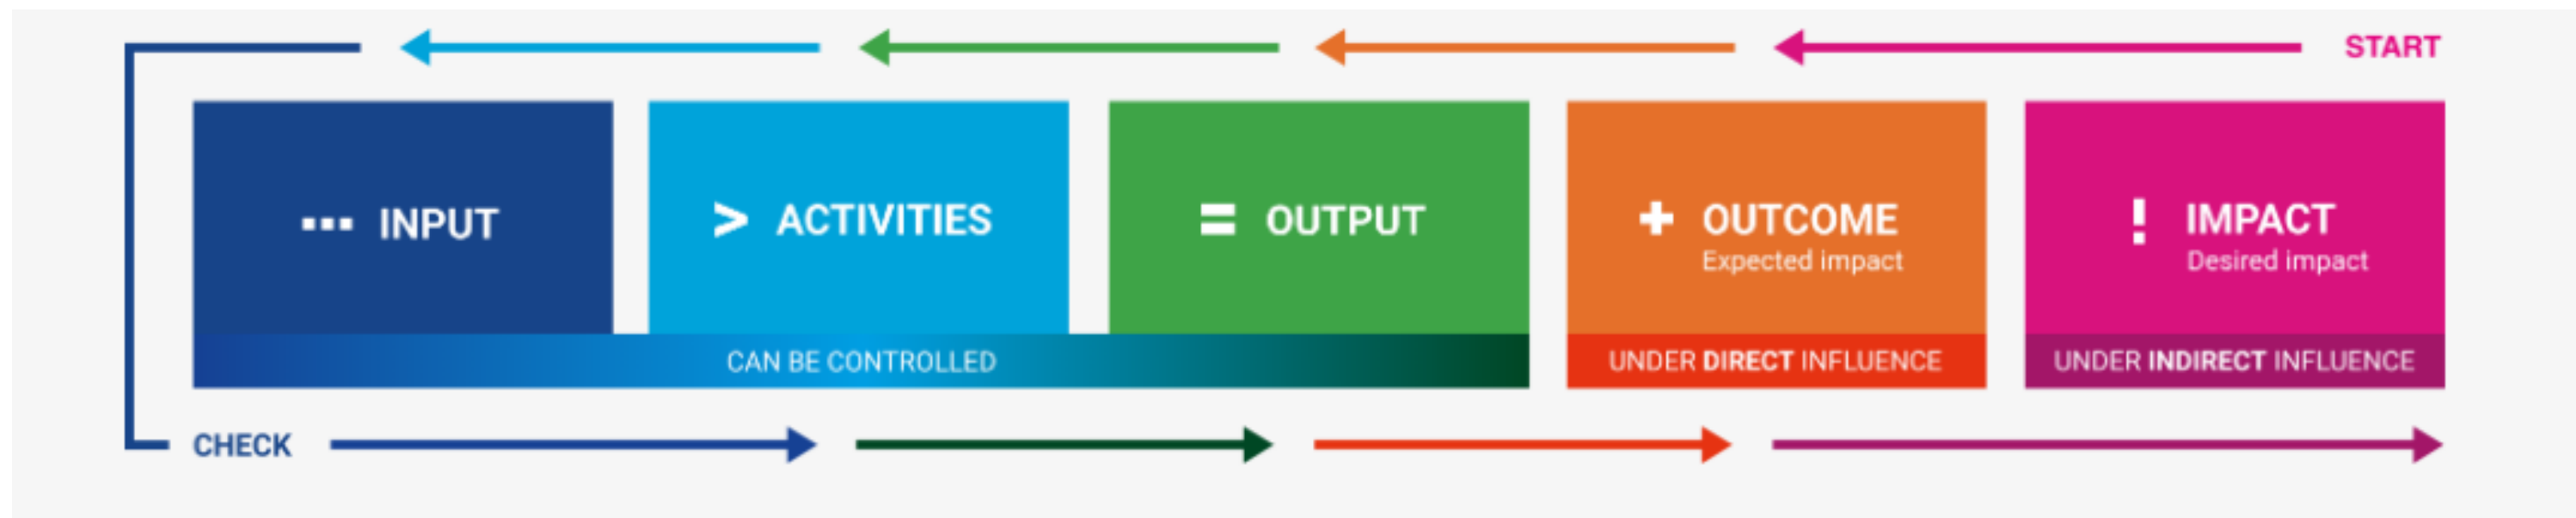 START
INPUT
> ACTIVITIES
= OUTPUT
+ OUTCOME
Expected impact
! IMPACT
Desired impact
CAN BE CONTROLLED
UNDER DIRECT INFLUENCE
UNDER INDIRECT INFLUENCE
CHECK